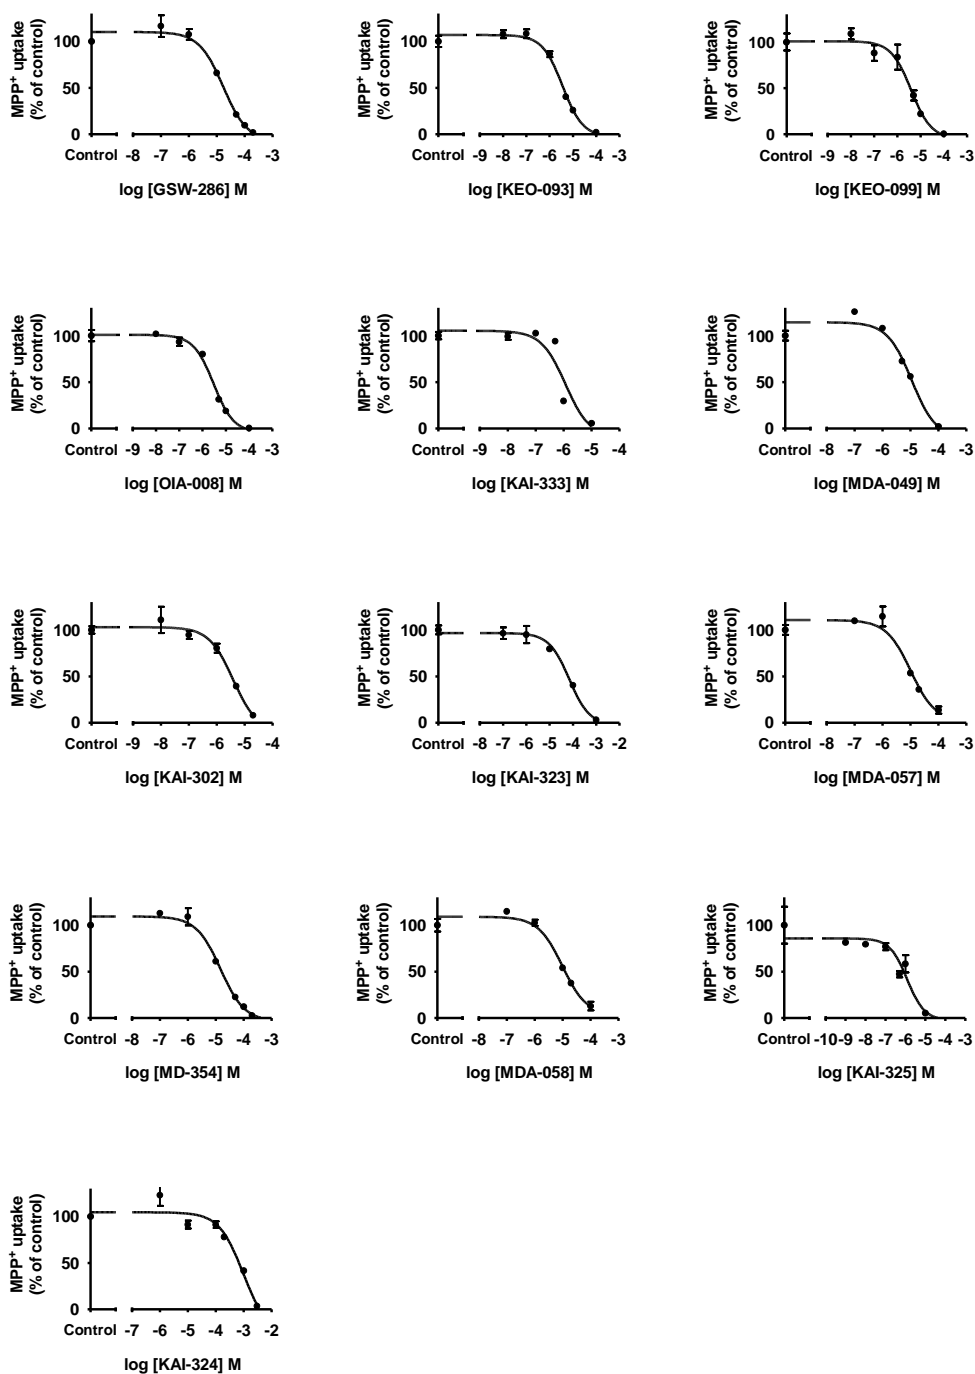 MPP+ uptake
(% of control)
100
50
0
Control -8 -7 -6 -5 -4 -3
log [GSW-286] M
MPP+ uptake
(% of control)
100
50
0
Control -9 -8 -7 -6 -5 -4 -3
log [KEO-093] M
MPP+ uptake
(% of control)
100
50
0
Control -9 -8 -7 -6 -5 -4 -3
log [KEO-099] M
MPP+ uptake
(% of control)
100
50
0
Control -9 -8 -7 -6 -5 -4 -3
log [OIA-008] M
MPP+ uptake
(% of control)
100
50
0
Control -9 -8 -7 -6 -5 -4
log [KAI-333] M
MPP+ uptake
(% of control)
100
50
0
Control -8 -7 -6 -5 -4 -3
log [MDA-049] M
MPP+ uptake
(% of control)
100
50
0
Control -9 -8 -7 -6 -5 -4
log [KAI-302] M
MPP+ uptake
(% of control)
100
50
0
Control -8 -7 -6 -5 -4 -3 -2
log [KAI-323] M
MPP+ uptake
(% of control)
100
50
0
Control -8 -7 -6 -5 -4 -3
log [MDA-057] M
MPP+ uptake
(% of control)
100
50
0
Control -8 -7 -6 -5 -4 -3
log [MD-354] M
MPP+ uptake
(% of control)
100
50
0
Control -8 -7 -6 -5 -4 -3
log [MDA-058] M
MPP+ uptake
(% of control)
100
50
0
Control -10 -9 -8 -7 -6 -5 -4 -3
log [KAI-325] M
MPP+ uptake
(% of control)
100
50
0
Control -7 -6 -5 -4 -3 -2
log [KAI-324] M